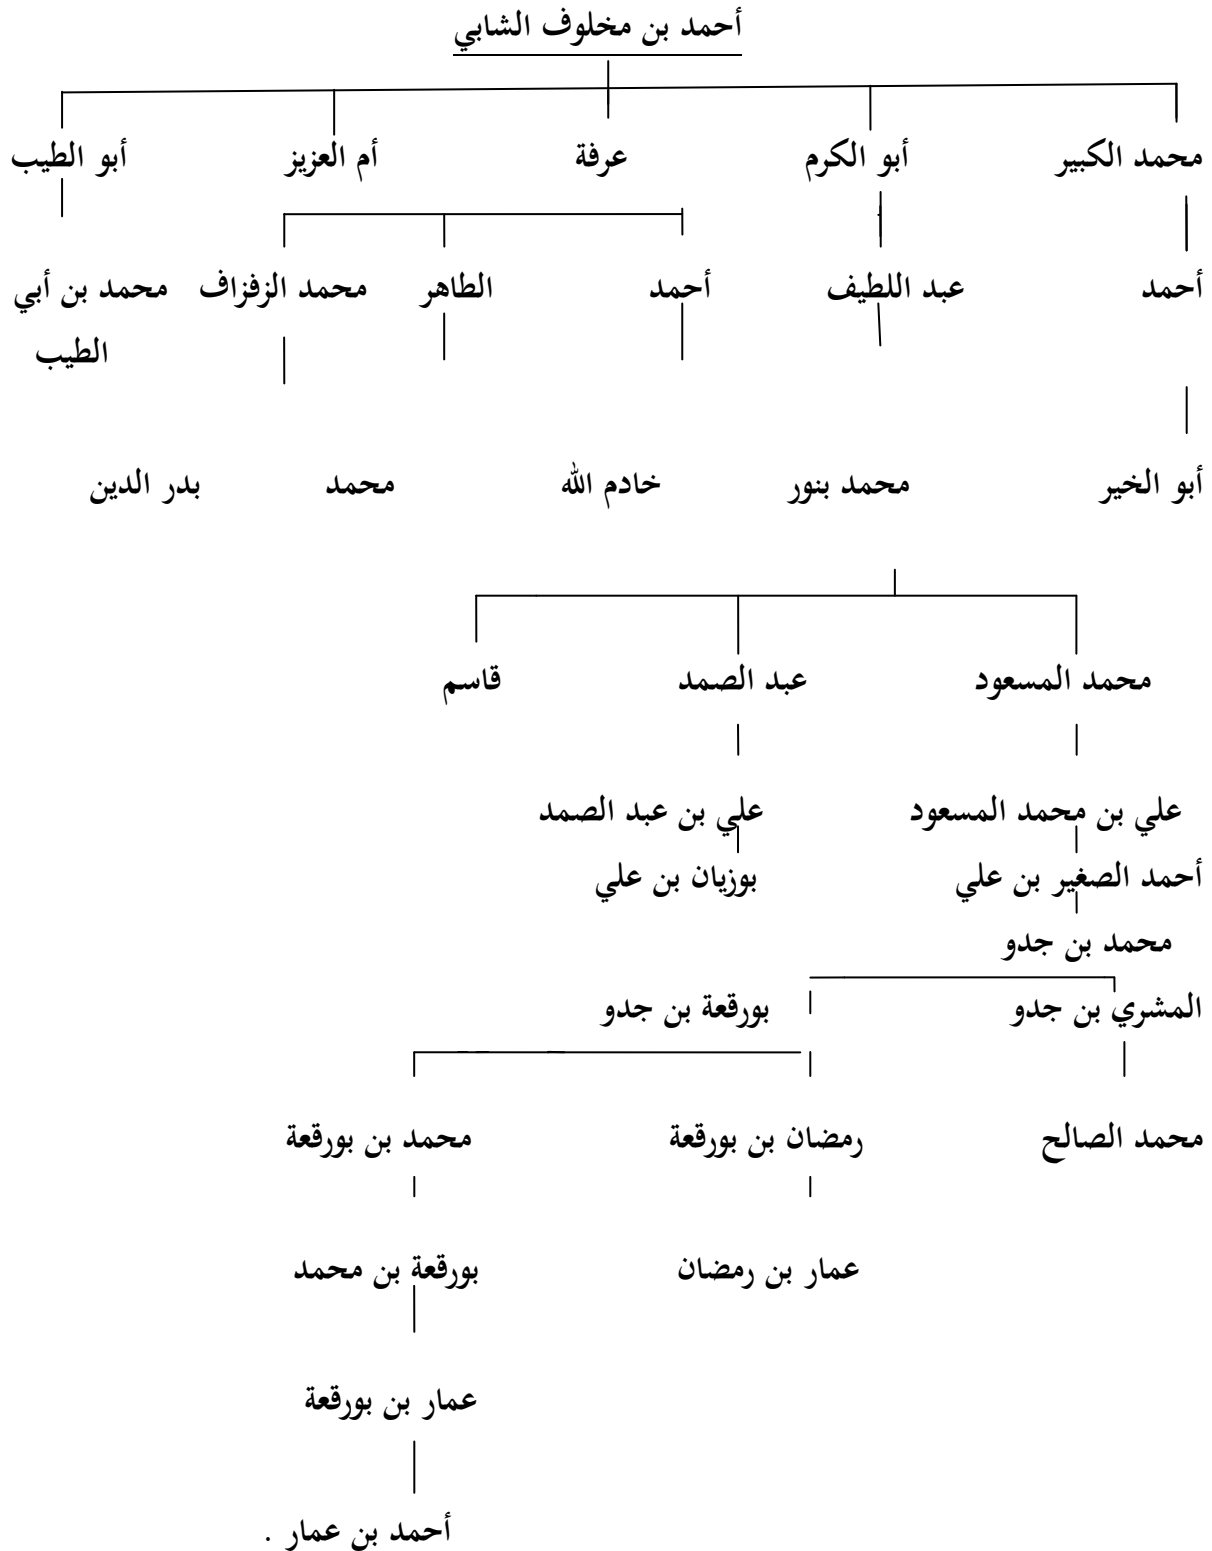 أحمد بن مخلوف الشابي
محمد الكبير أبو الكرم عرفة أم العزيز أبو الطيب
أحمد عبد اللطيف أحمد الطاهر محمد الزفزاف محمد بن أبي
الطيب
أبو الخير محمد بنور خادم الله محمد بدر الدين
محمد المسعود عبد الصمد قاسم
علي بن محمد المسعود علي بن عبد الصمد
أحمد الصغير بن علي بوزيان بن علي
محمد بن جدو
المشري بن جدو بورقعة بن جدو
محمد الصالح رمضان بن بورقعة محمد بن بورقعة
عمار بن رمضان بورقعة بن محمد
عمار بن بورقعة
أحمد بن عمار .